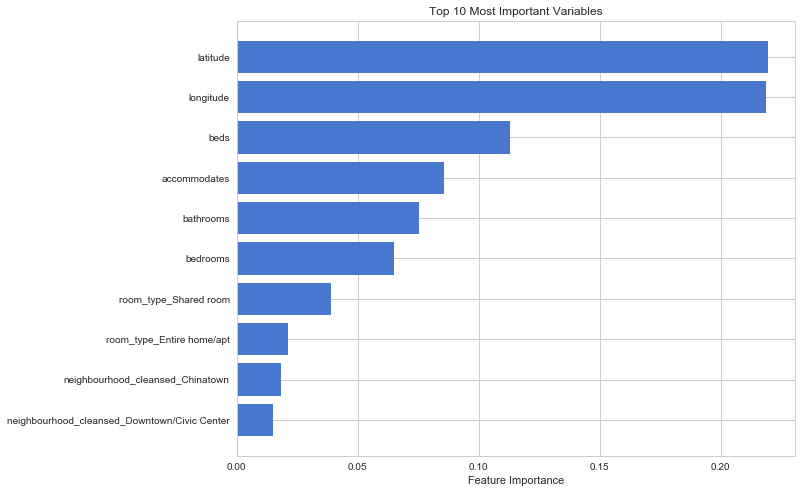 Top 10 Most Important Variables
latitude
longitude
beds
accommodates
bathrooms
bedrooms
room_type_Shared room
room_type_Entire home/apt
neighbourhood_cleansed_Chinatown
neighbourhood_cleansed_Downtown/Civic Center
0.00 0.05 0.10 0.15 0.20
Feature Importance